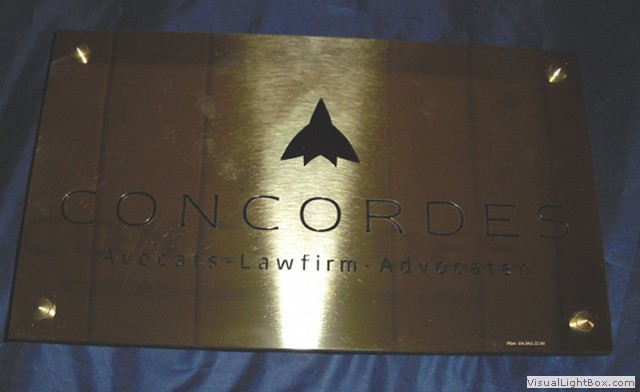 CONCORDES
Avocats-Lawfirm-Advocaten
VisualLightBox.com